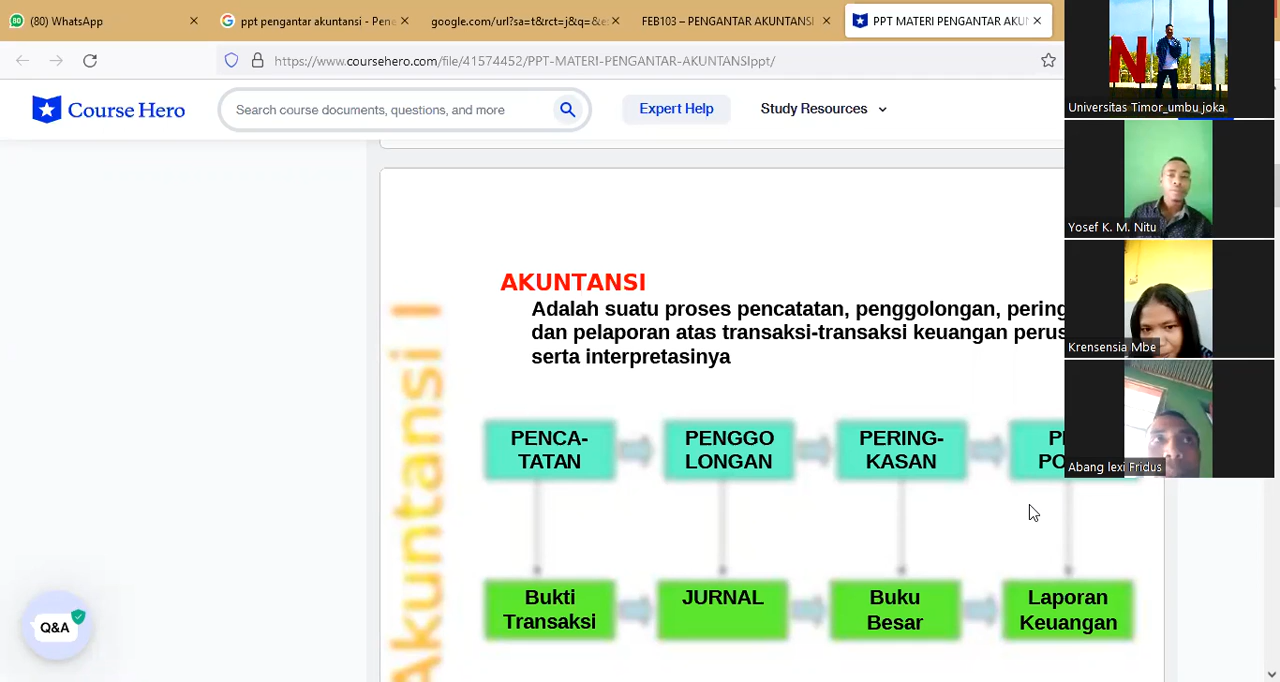 (80) WhatsApp
ppt pengantar akuntansi - Pene
google.com/url?sa=t&rct=j&q=&e
FEB103 – PENGANTAR AKUNTANSI
PPT MATERI PENGANTAR AKU
https://www.coursehero.com/file/41574452/PPT-MATERI-PENGANTAR-AKUNTANSIppt/
Course Hero
Search course documents, questions, and more
Expert Help
Study Resources
AKUNTANSI
Adalah suatu proses pencatatan, penggolongan, pering
dan pelaporan atas transaksi-transaksi keuangan perus
serta interpretasinya
Akuntansi I
PENCA-
TATAN
PENGGO
LONGAN
PERING-
KASAN
PO
Bukti
Transaksi
JURNAL
Buku
Besar
Laporan
Keuangan
Q&A
N
Universitas Timor_umbu joka
Yosef K. M. Nitu
Krensensia Mbe
Abang lexi Fridus